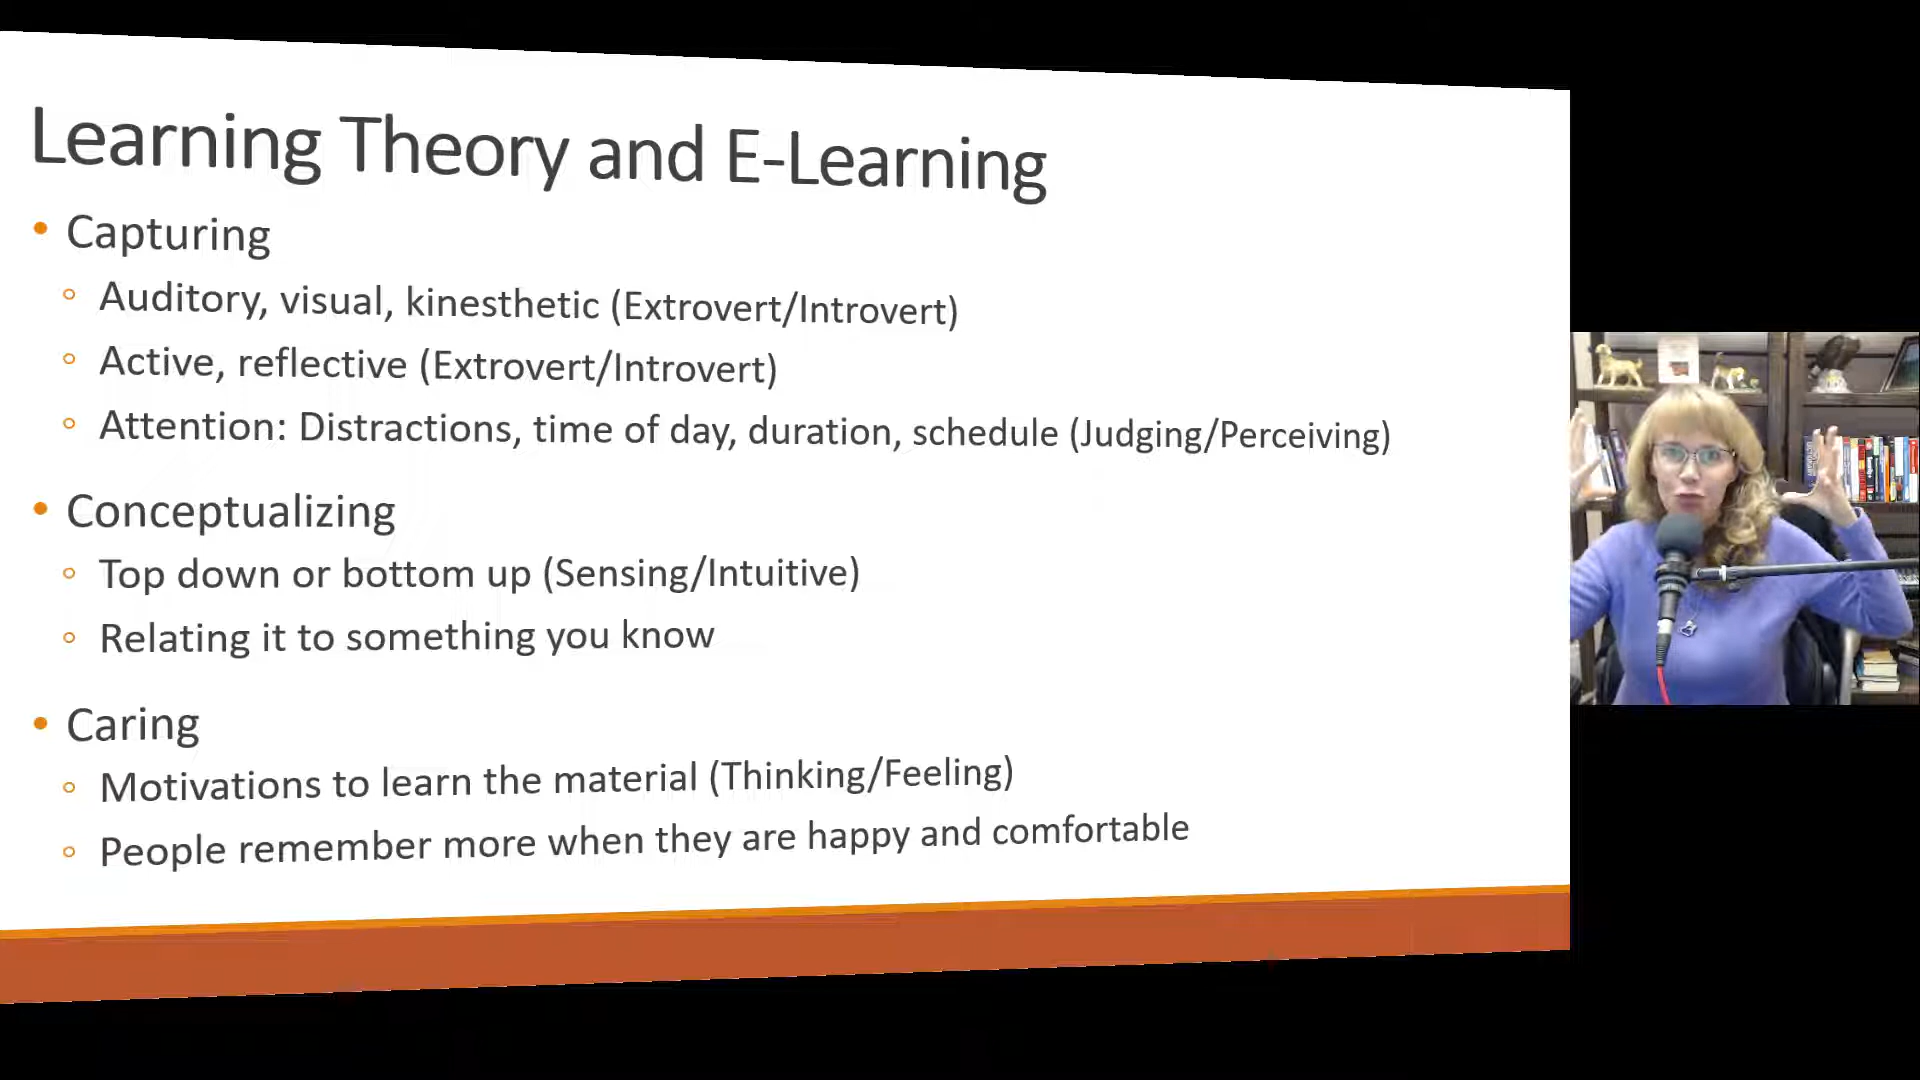 Learning Theory and E-Learning
• Capturing
◦ Auditory, visual, kinesthetic (Extrovert/Introvert)
◦ Active, reflective (Extrovert/Introvert)
◦ Attention: Distractions, time of day, duration, schedule (Judging/Perceiving)
• Conceptualizing
◦ Top down or bottom up (Sensing/Intuitive)
◦ Relating it to something you know
• Caring
◦ Motivations to learn the material (Thinking/Feeling)
◦ People remember more when they are happy and comfortable